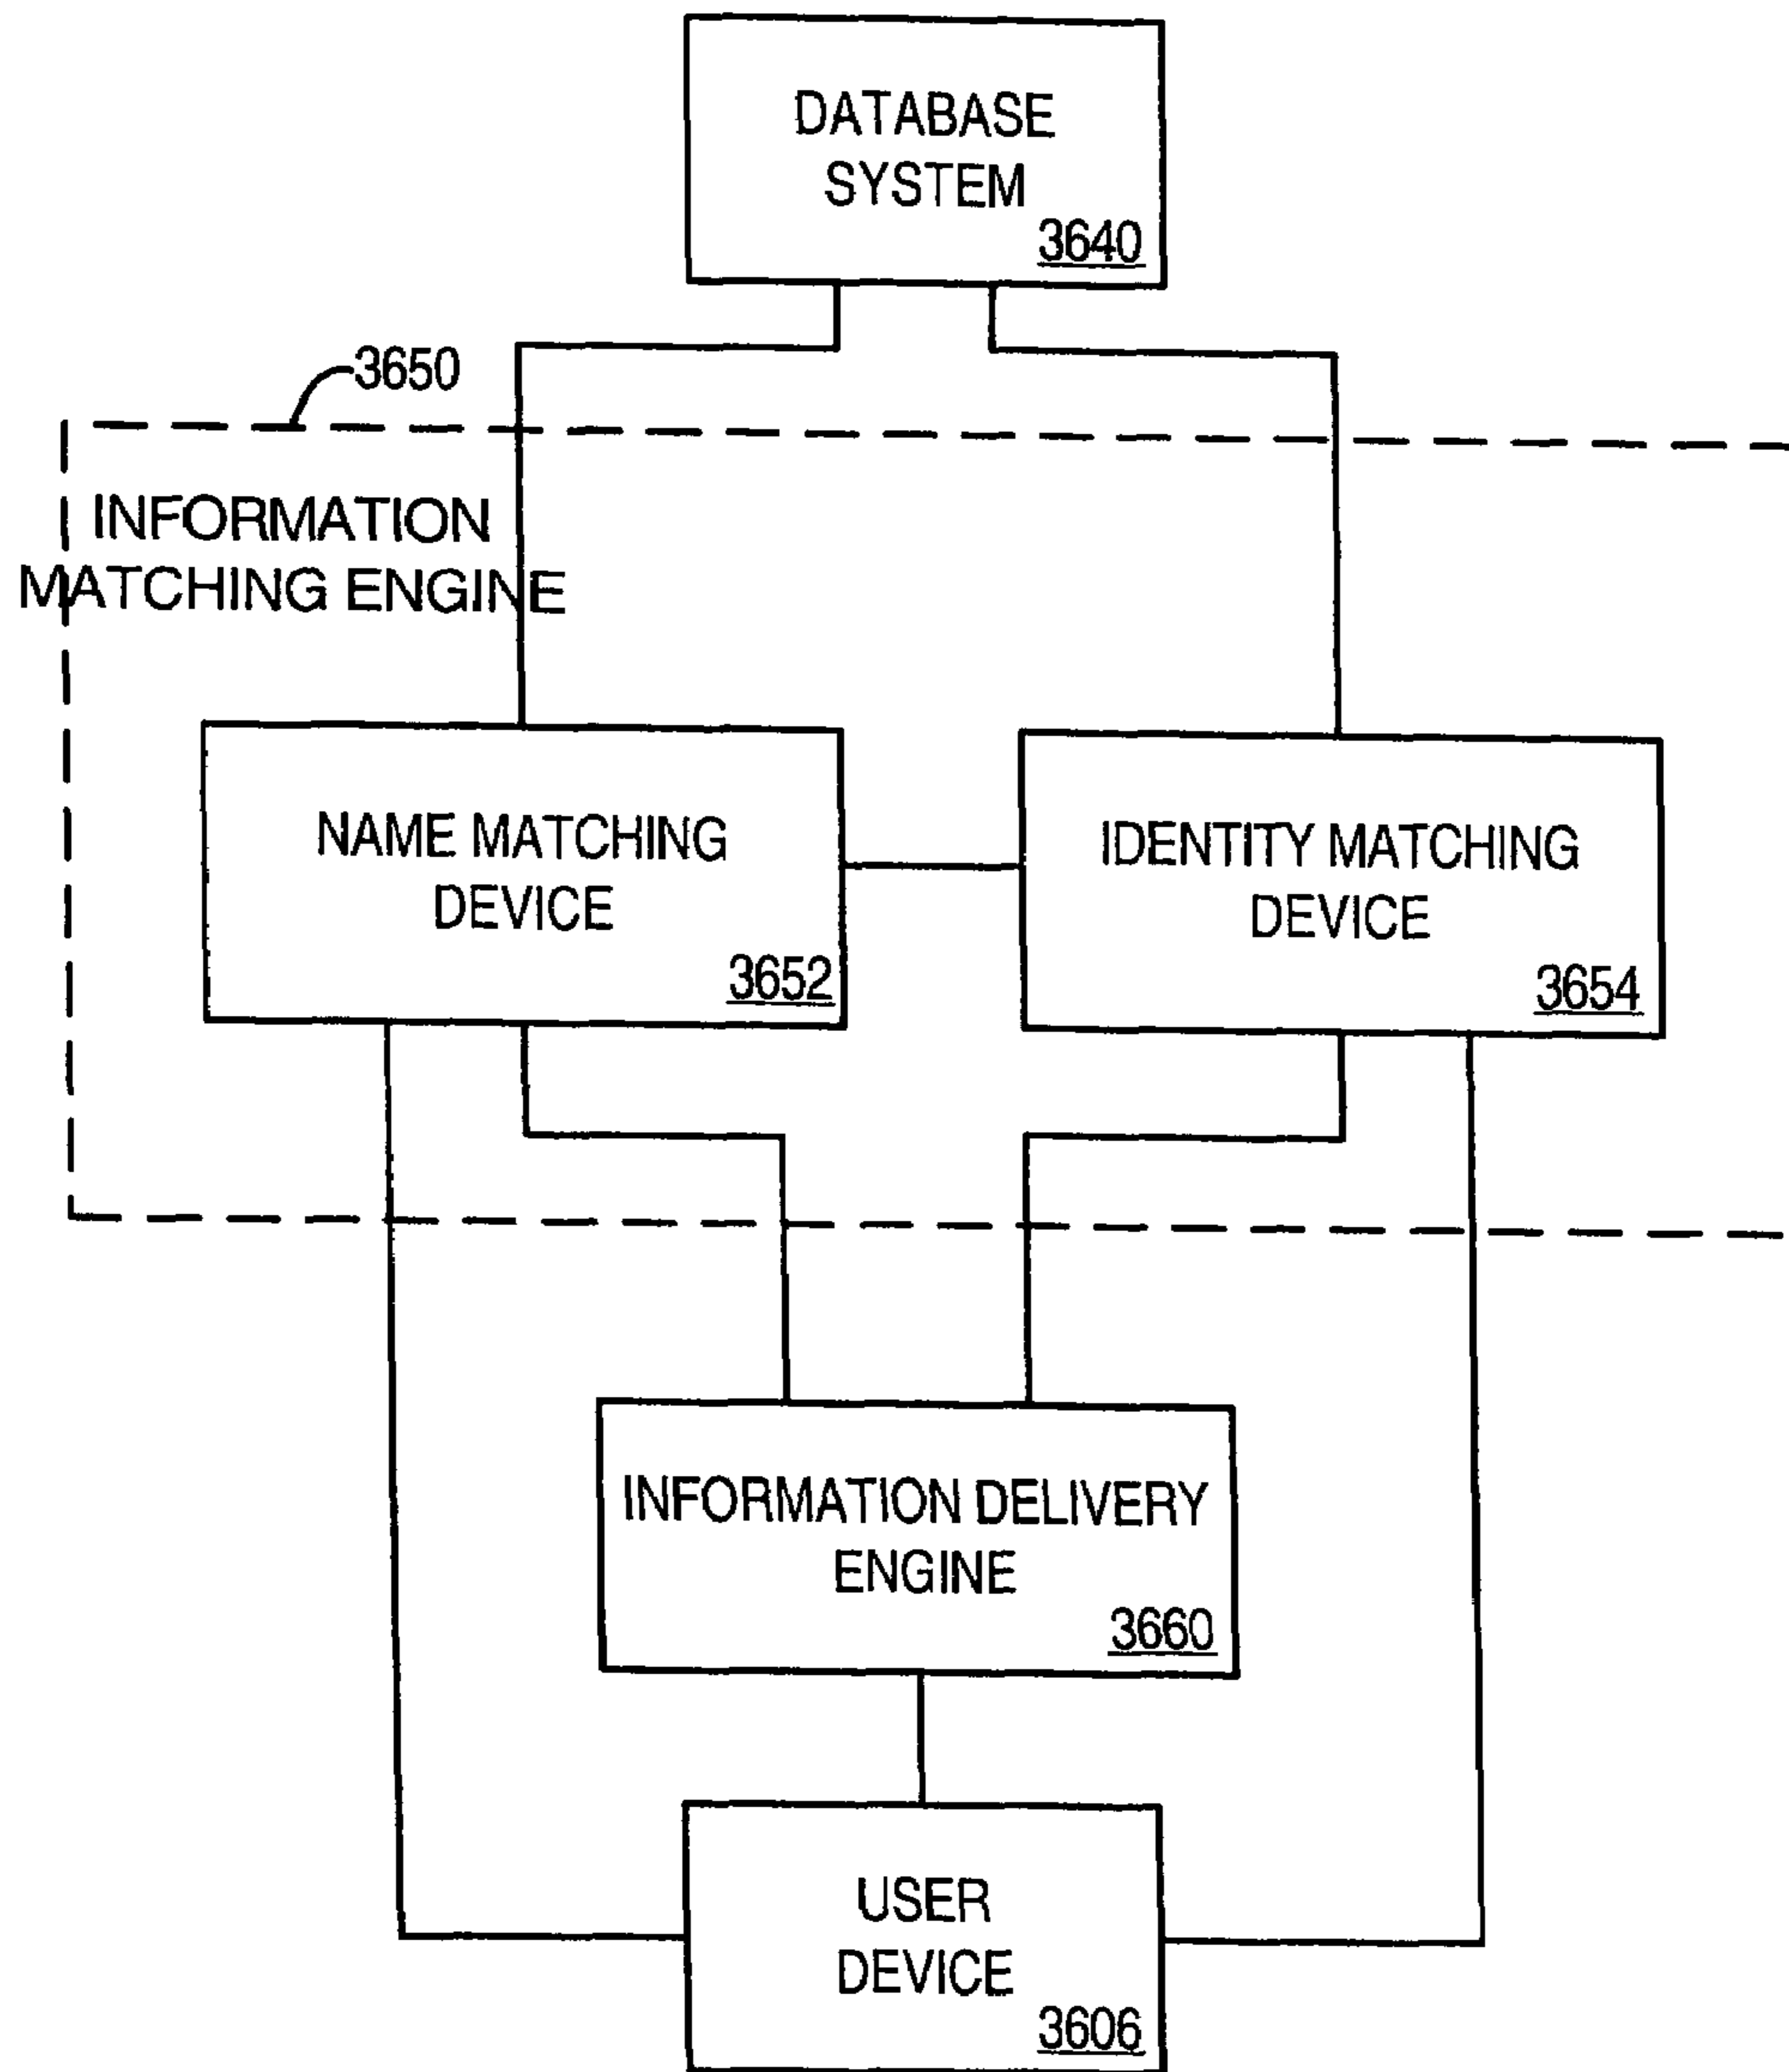 DATABASE
SYSTEM
3640
3650
INFORMATION
MATCHING ENGINE
NAME MATCHING
DEVICE
3652
IDENTITY MATCHING
DEVICE
3654
INFORMATION DELIVERY
ENGINE
3660
USER
DEVICE
3606